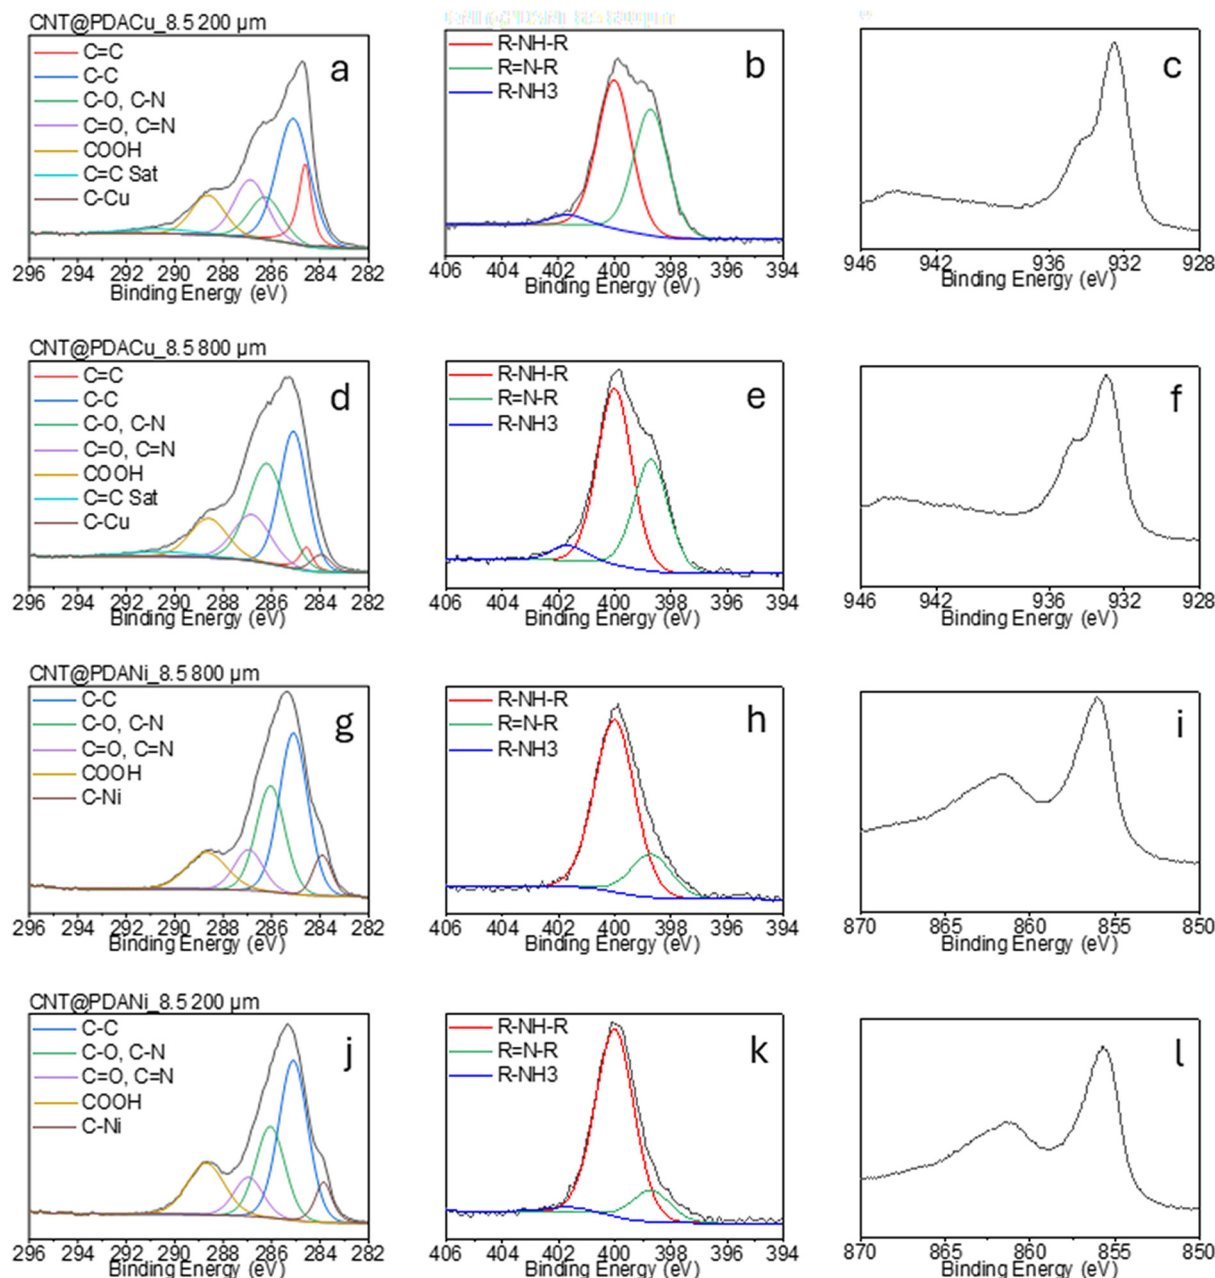 CNT@PDACu_8.5 200 µm
C=C
C-C
C-O, C-N
C=O, C=N
COOH
C=C Sat
C-Cu
a
296 294 292 290 288 286 284 282
Binding Energy (eV)
R-NH-R
R=N-R
R-NH3
b
406 404 402 400 398 396 394
Binding Energy (eV)
c
946 942 936 934 932 928
Binding Energy (eV)
CNT@PDACu_8.5 800 µm
C=C
C-C
C-O, C-N
C=O, C=N
COOH
C=C Sat
C-Cu
d
296 294 292 290 288 286 284 282
Binding Energy (eV)
R-NH-R
R=N-R
R-NH3
e
406 404 402 400 398 396 394
Binding Energy (eV)
f
946 942 936 934 932 928
Binding Energy (eV)
CNT@PDANi_8.5 800 µm
C-C
C-O, C-N
C=O, C=N
COOH
C-Ni
g
296 294 292 290 288 286 284 282
Binding Energy (eV)
R-NH-R
R=N-R
R-NH3
h
406 404 402 400 398 396 394
Binding Energy (eV)
i
870 865 860 855 850
Binding Energy (eV)
CNT@PDANi_8.5 200 µm
C-C
C-O, C-N
C=O, C=N
COOH
C-Ni
j
296 294 292 290 288 286 284 282
Binding Energy (eV)
R-NH-R
R=N-R
R-NH3
k
406 404 402 400 398 396 394
Binding Energy (eV)
l
870 865 860 855 850
Binding Energy (eV)